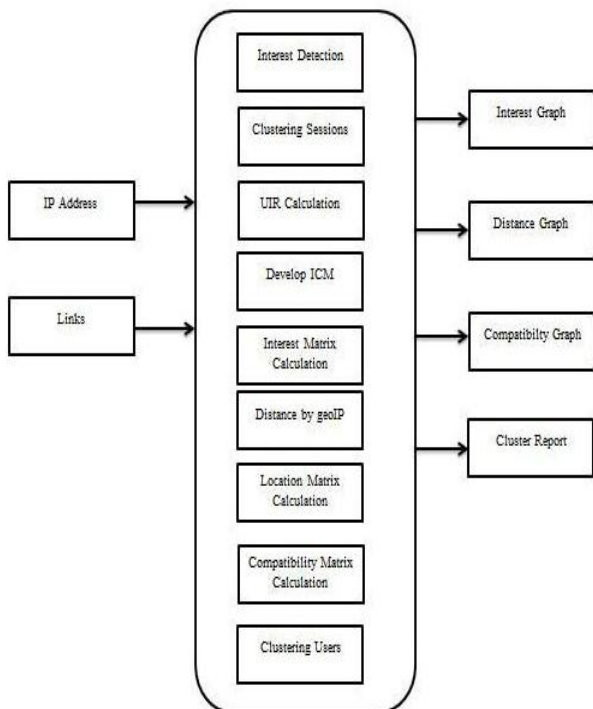 IP Address
Links
Interest Detection
Clustering Sessions
UIR Calculation
Develop ICM
Interest Matrix
Calculation
Distance by geoIP
Location Matrix
Calculation
Compatibility Matrix
Calculation
Clustering Users
Interest Graph
Distance Graph
Compatibilty Graph
Cluster Report